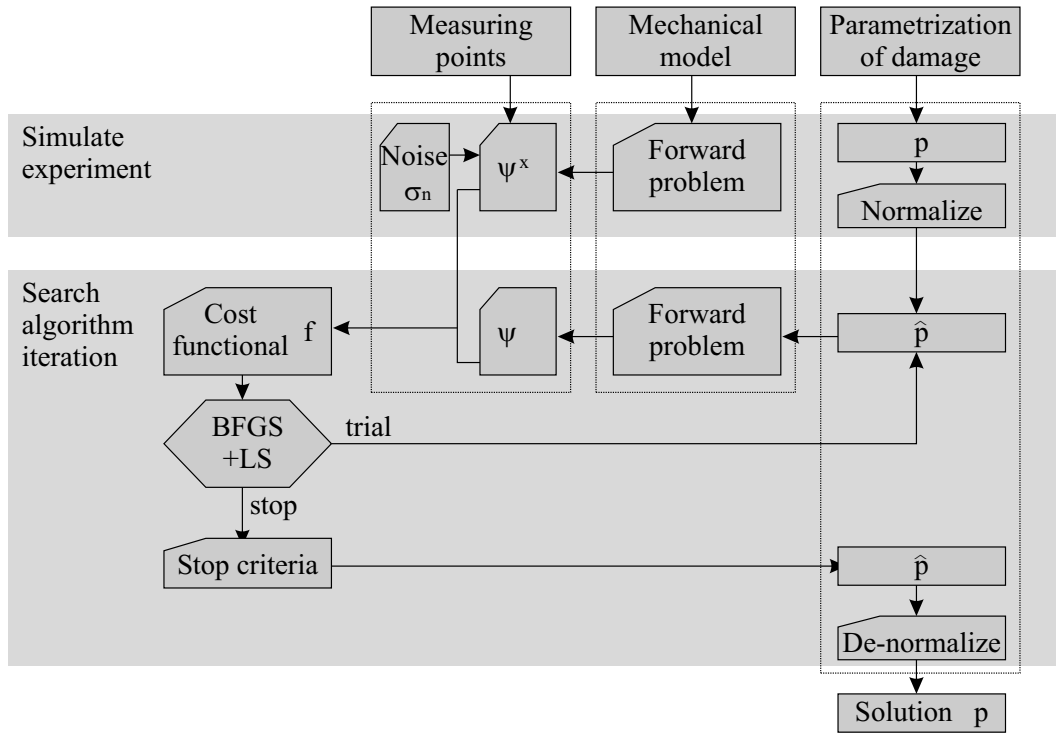 Measuring
points
Mechanical
model
Parametrization
of damage
Simulate
experiment
Noise
σn
ψˣ
Forward
problem
p
Normalize
Search
algorithm
iteration
Cost
functional f
ψ
Forward
problem
p̂
BFGS
+LS
trial
stop
Stop criteria
p̂
De-normalize
Solution p